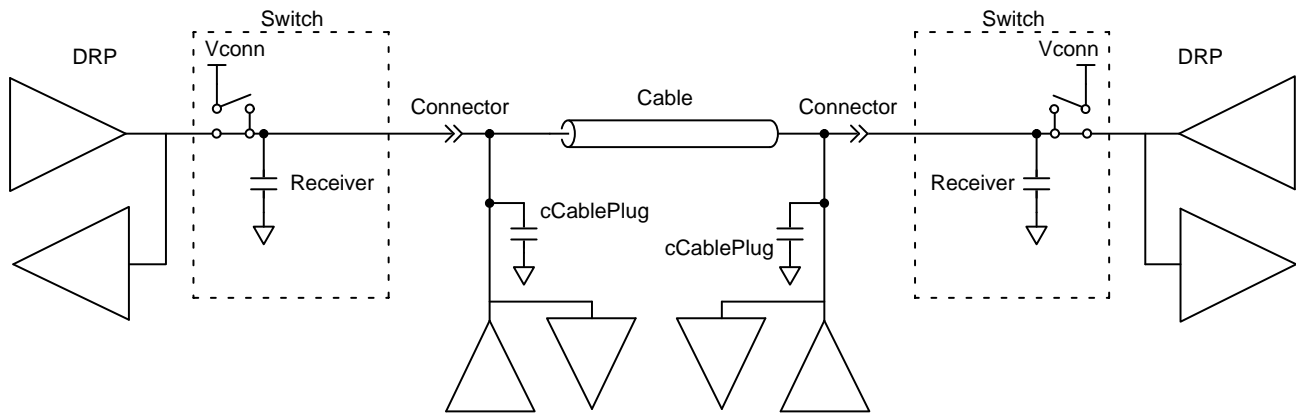 Switch
Switch
DRP
Vconn
Vconn
DRP
Connector
Cable
Connector
Receiver
Receiver
cCablePlug
cCablePlug